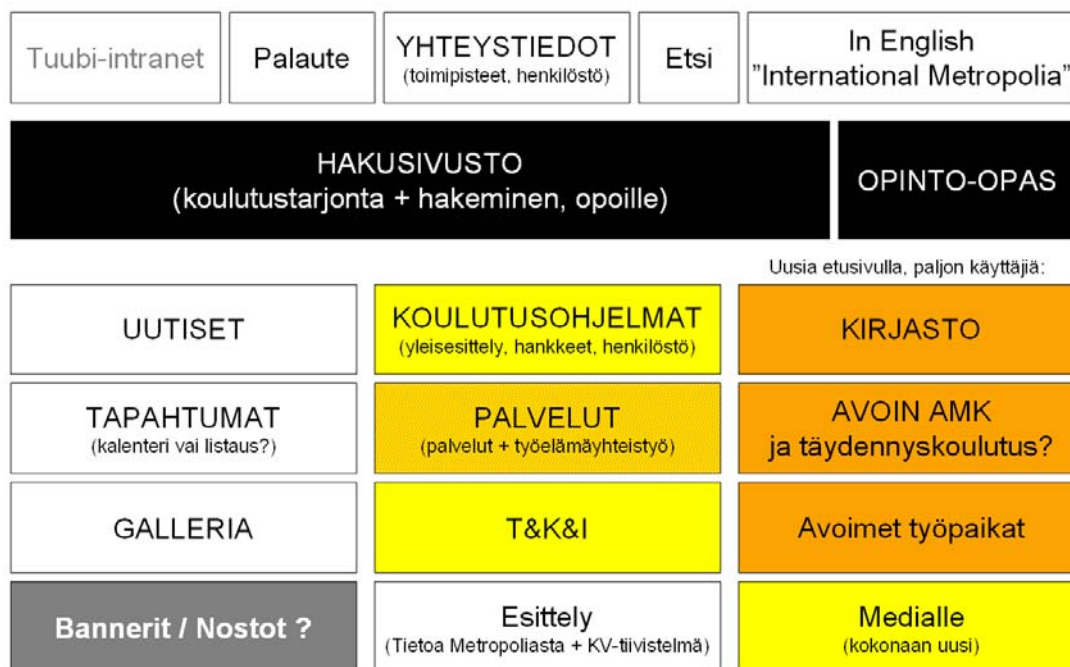 Tuubi-intranet
Palaute
YHTEYSTIEDOT
(toimipisteet, henkilöstö)
Etsi
In English
”International Metropolia”
HAKUSIVUSTO
(koulutustarjonta + hakeminen, opoille)
OPINTO-OPAS
Uusia etusivulla, paljon käyttäjiä:
UUTISET
KOULUTUSOHJELMAT
(yleisesittely, hankkeet, henkilöstö)
KIRJASTO
TAPAHTUMAT
(kalenteri vai listaus?)
PALVELUT
(palvelut + työelämäyhteistyö)
AVOIN AMK
ja täydennyskoulutus?
GALLERIA
T&K&I
Avoimet työpaikat
Bannerit / Nostot ?
Esittely
(Tietoa Metropoliasta + KV-tiivistelmä)
Medialle
(kokonaan uusi)